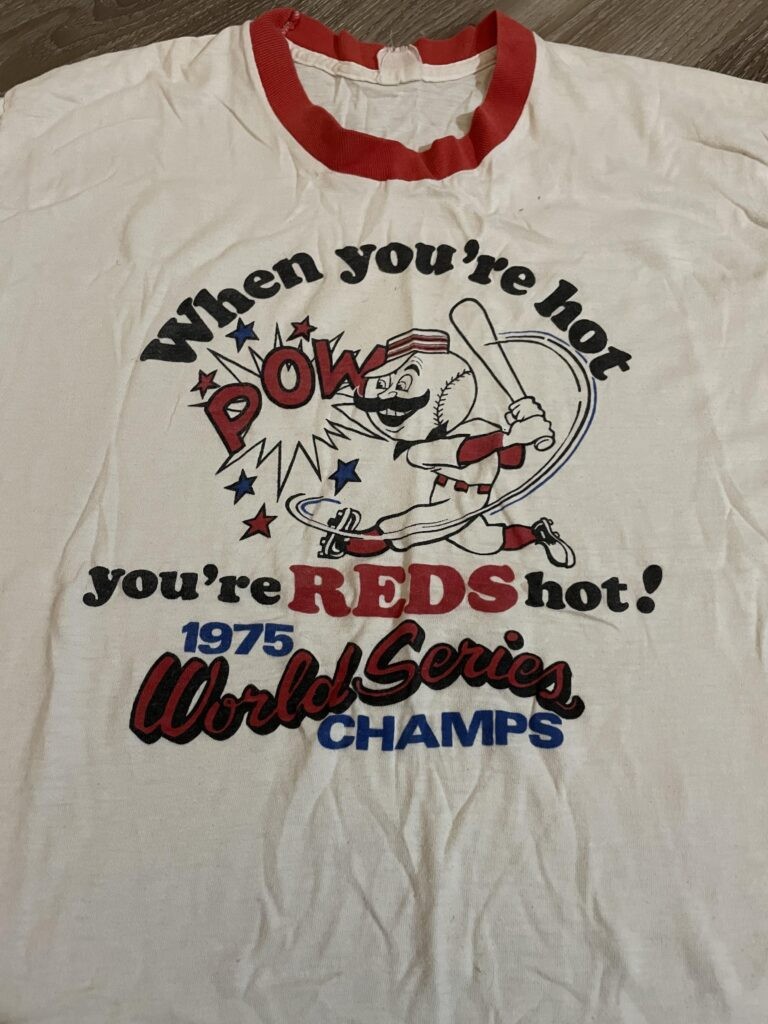 When you're hot
POW
you're REDS hot!
1975
World Series
CHAMPS